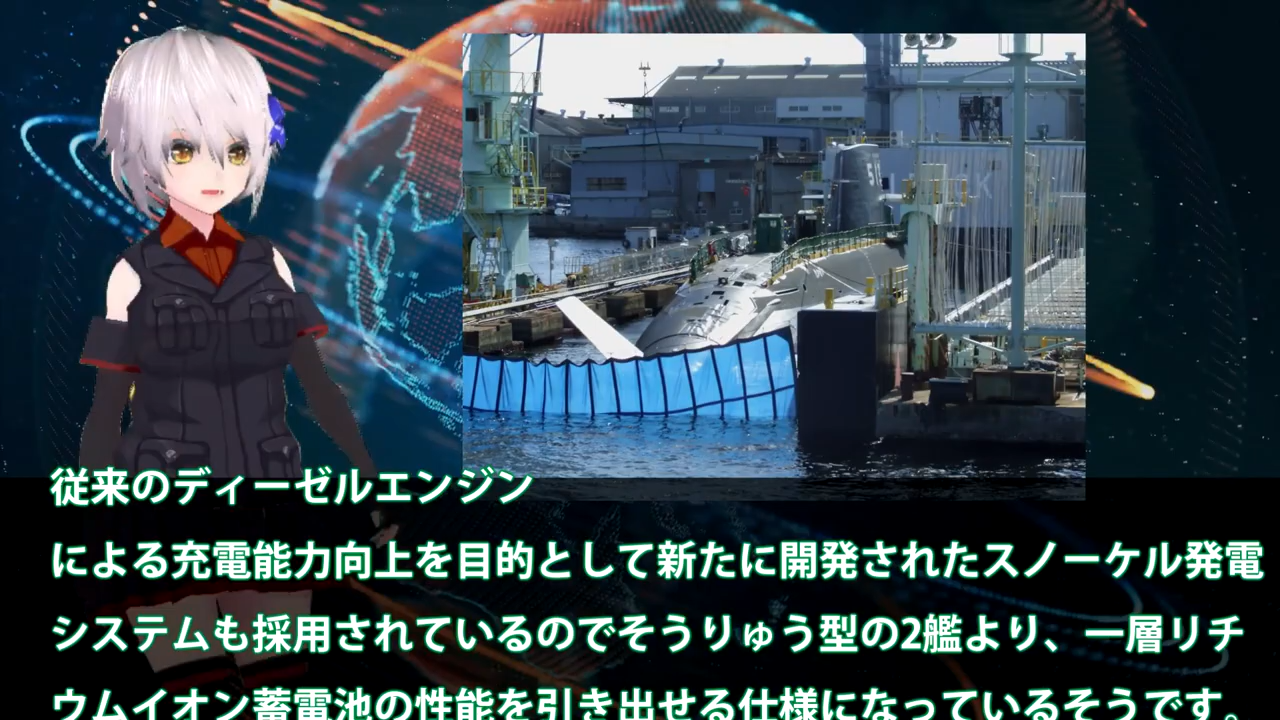 従来のディーゼルエンジン
による充電能力向上を目的として新たに開発されたスノーケル発電
システムも採用されているのでそうりゅう型の2艦より、一層リチ
ウムイオン蓄電池の性能を引き出せる仕様になっているそうです。